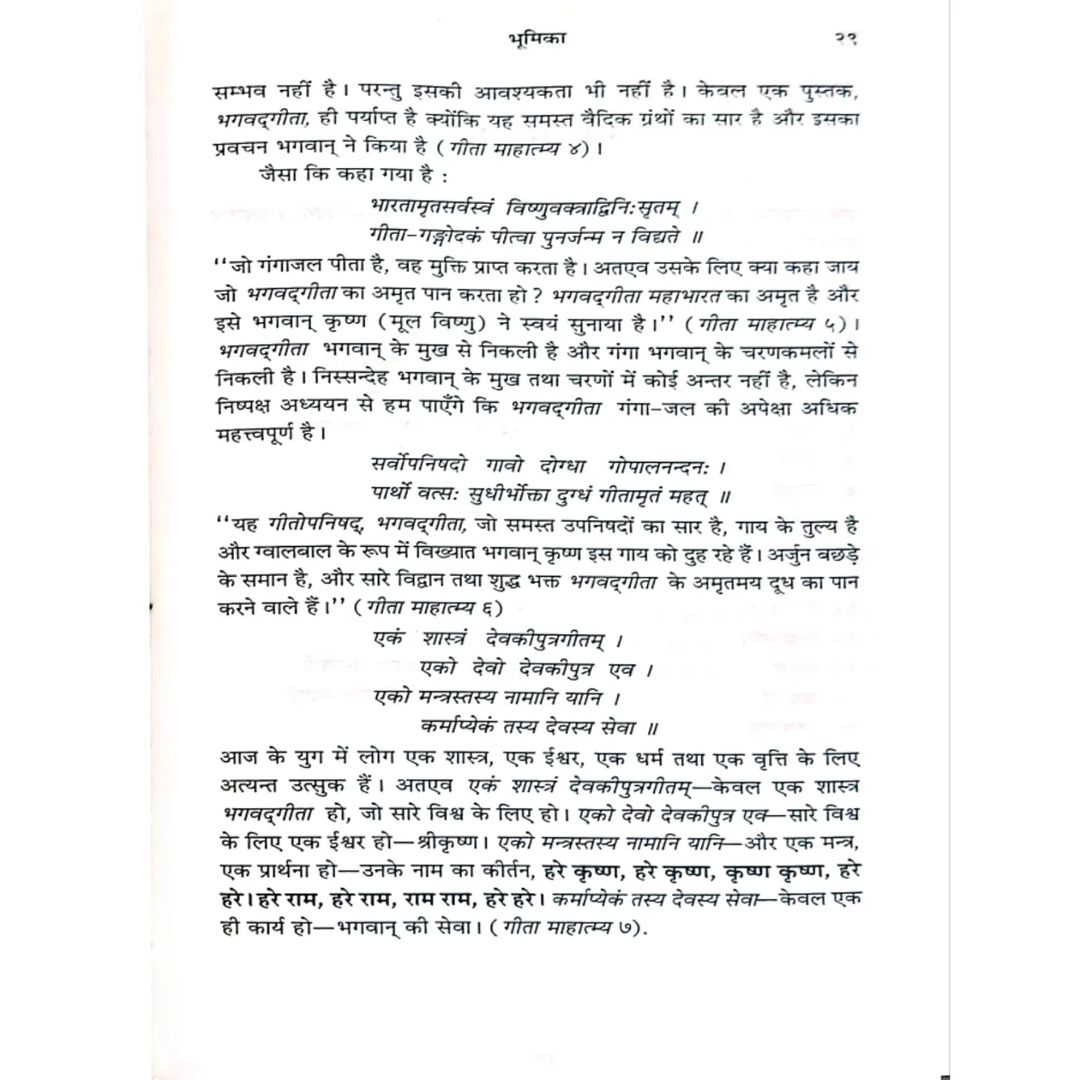 भूमिका २९
सम्भव नहीं है। परन्तु इसकी आवश्यकता भी नहीं है। केवल एक पुस्तक,
भगवद्‌गीता, ही पर्याप्त है क्योंकि यह समस्त वैदिक ग्रंथों का सार है और इसका
प्रवचन भगवान् ने किया है (गीता माहात्म्य ४)।
जैसा कि कहा गया है :
भारतामृतसर्वस्वं विष्णुवक्त्राद्विनिःसृतम् ।
गीता-गङ्गोदकं पीत्वा पुनर्जन्म न विद्यते ॥
‘‘जो गंगाजल पीता है, वह मुक्ति प्राप्त करता है। अतएव उसके लिए क्या कहा जाय
जो भगवद्‌गीता का अमृत पान करता हो? भगवद्‌गीता महाभारत का अमृत है और
इसे भगवान् कृष्ण (मूल विष्णु) ने स्वयं सुनाया है।’’ (गीता माहात्म्य ५)।
भगवद्‌गीता भगवान् के मुख से निकली है और गंगा भगवान् के चरणकमलों से
निकली है। निस्सन्देह भगवान् के मुख तथा चरणों में कोई अन्तर नहीं है, लेकिन
निष्पक्ष अध्ययन से हम पाएँगे कि भगवद्‌गीता गंगा-जल की अपेक्षा अधिक
महत्त्वपूर्ण है।
सर्वोपनिषदो गावो दोग्धा गोपालनन्दनः ।
पार्थो वत्सः सुधीर्भोक्ता दुग्धं गीतामृतं महत् ॥
‘‘यह गीतोपनिषद्, भगवद्‌गीता, जो समस्त उपनिषदों का सार है, गाय के तुल्य है
और ग्वालबाल के रूप में विख्यात भगवान् कृष्ण इस गाय को दुह रहे हैं। अर्जुन बछड़े
के समान है, और सारे विद्वान तथा शुद्ध भक्त भगवद्‌गीता के अमृतमय दूध का पान
करने वाले हैं।’’ (गीता माहात्म्य ६)
एकं शास्त्रं देवकीपुत्रगीतम् ।
एको देवो देवकीपुत्र एव ।
एको मन्त्रस्तस्य नामानि यानि ।
कर्माप्येकं तस्य देवस्य सेवा ॥
आज के युग में लोग एक शास्त्र, एक ईश्वर, एक धर्म तथा एक वृत्ति के लिए
अत्यन्त उत्सुक हैं। अतएव एकं शास्त्रं देवकीपुत्रगीतम्—केवल एक शास्त्र
भगवद्‌गीता हो, जो सारे विश्व के लिए हो। एको देवो देवकीपुत्र एव—सारे विश्व
के लिए एक ईश्वर हो—श्रीकृष्ण। एको मन्त्रस्तस्य नामानि यानि—और एक मन्त्र,
एक प्रार्थना हो—उनके नाम का कीर्तन, हरे कृष्ण, हरे कृष्ण, कृष्ण कृष्ण, हरे
हरे। हरे राम, हरे राम, राम राम, हरे हरे। कर्माप्येकं तस्य देवस्य सेवा—केवल एक
ही कार्य हो—भगवान् की सेवा। (गीता माहात्म्य ७).